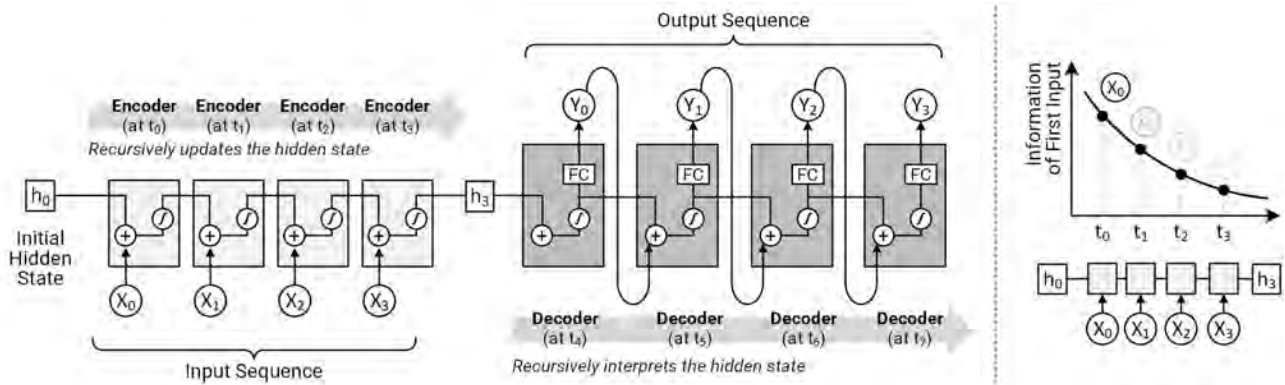 Output Sequence
Encoder Encoder Encoder Encoder
(at t₀) (at t₁) (at t₂) (at t₃)
Recursively updates the hidden state
Y₀ Y₁ Y₂ Y₃
FC FC FC FC
h₀
h₃
Initial
Hidden
State
X₀ X₁ X₂ X₃
Input Sequence
Decoder Decoder Decoder Decoder
(at t₄) (at t₅) (at t₆) (at t₇)
Recursively interprets the hidden state
Information
of First Input
X₀
t₀ t₁ t₂ t₃
h₀ h₃
X₀ X₁ X₂ X₃